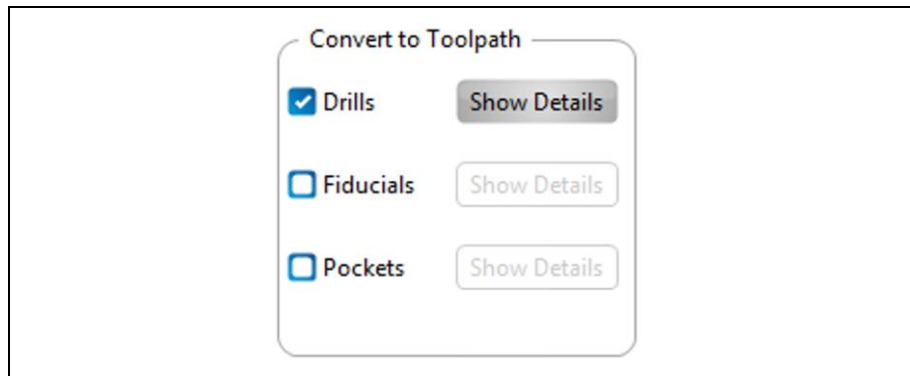 Convert to Toolpath
Drills Show Details
Fiducials Show Details
Pockets Show Details